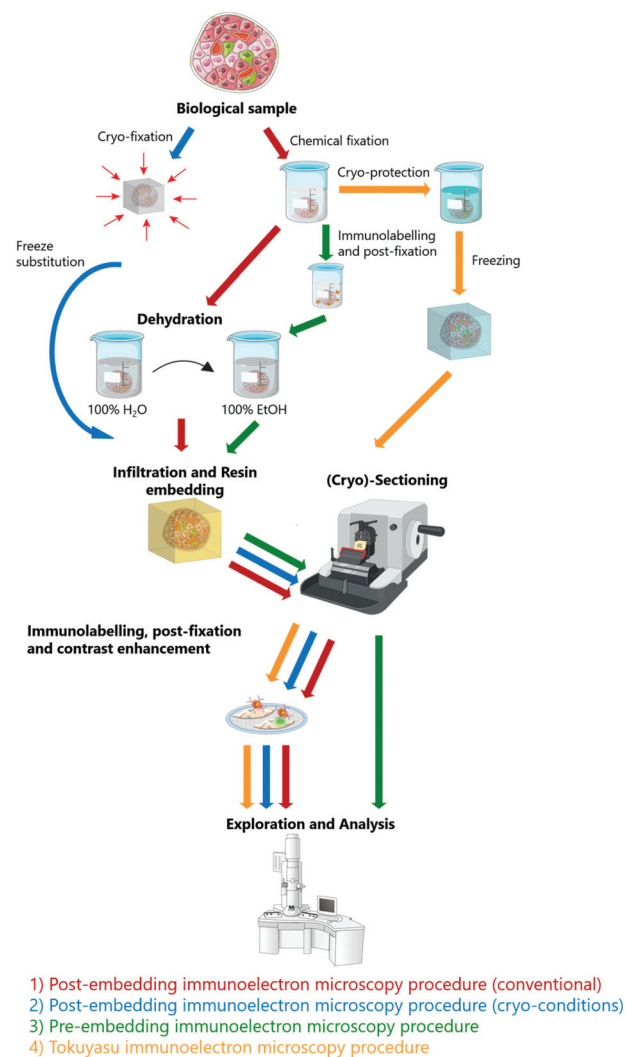 Biological sample
Cryo-fixation
Chemical fixation
Cryo-protection
Immunolabelling
and post-fixation
Freezing
Freeze
substitution
Dehydration
100% H₂O
100% EtOH
Infiltration and Resin
embedding
(Cryo)-Sectioning
Immunolabelling, post-fixation
and contrast enhancement
Exploration and Analysis
1) Post-embedding immunoelectron microscopy procedure (conventional)
2) Post-embedding immunoelectron microscopy procedure (cryo-conditions)
3) Pre-embedding immunoelectron microscopy procedure
4) Tokuyasu immunoelectron microscopy procedure